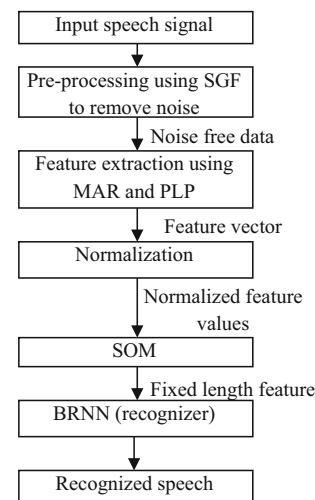 Input speech signal
Pre-processing using SGF
to remove noise
Noise free data
Feature extraction using
MAR and PLP
Feature vector
Normalization
Normalized feature
values
SOM
Fixed length feature
BRNN (recognizer)
Recognized speech